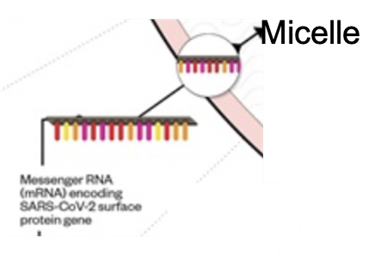 Micelle
Messenger RNA
(mRNA) encoding
SARS-CoV-2 surface
protein gene